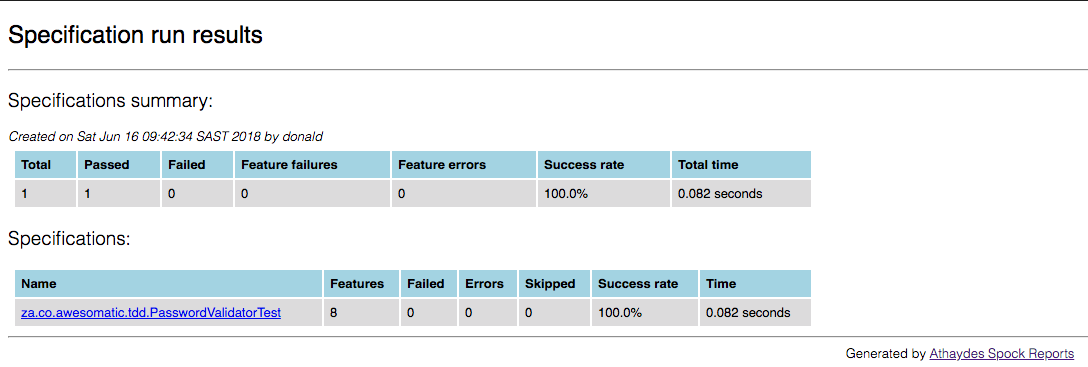 Specification run results
Specifications summary:
Created on Sat Jun 16 09:42:34 SAST 2018 by donald
Total Passed Failed Feature failures Feature errors Success rate Total time
1 1 0 0 0 100.0% 0.082 seconds
Specifications:
Name Features Failed Errors Skipped Success rate Time
za.co.awesomatic.tdd.PasswordValidatorTest 8 0 0 0 100.0% 0.082 seconds
Generated by Athaydes Spock Reports